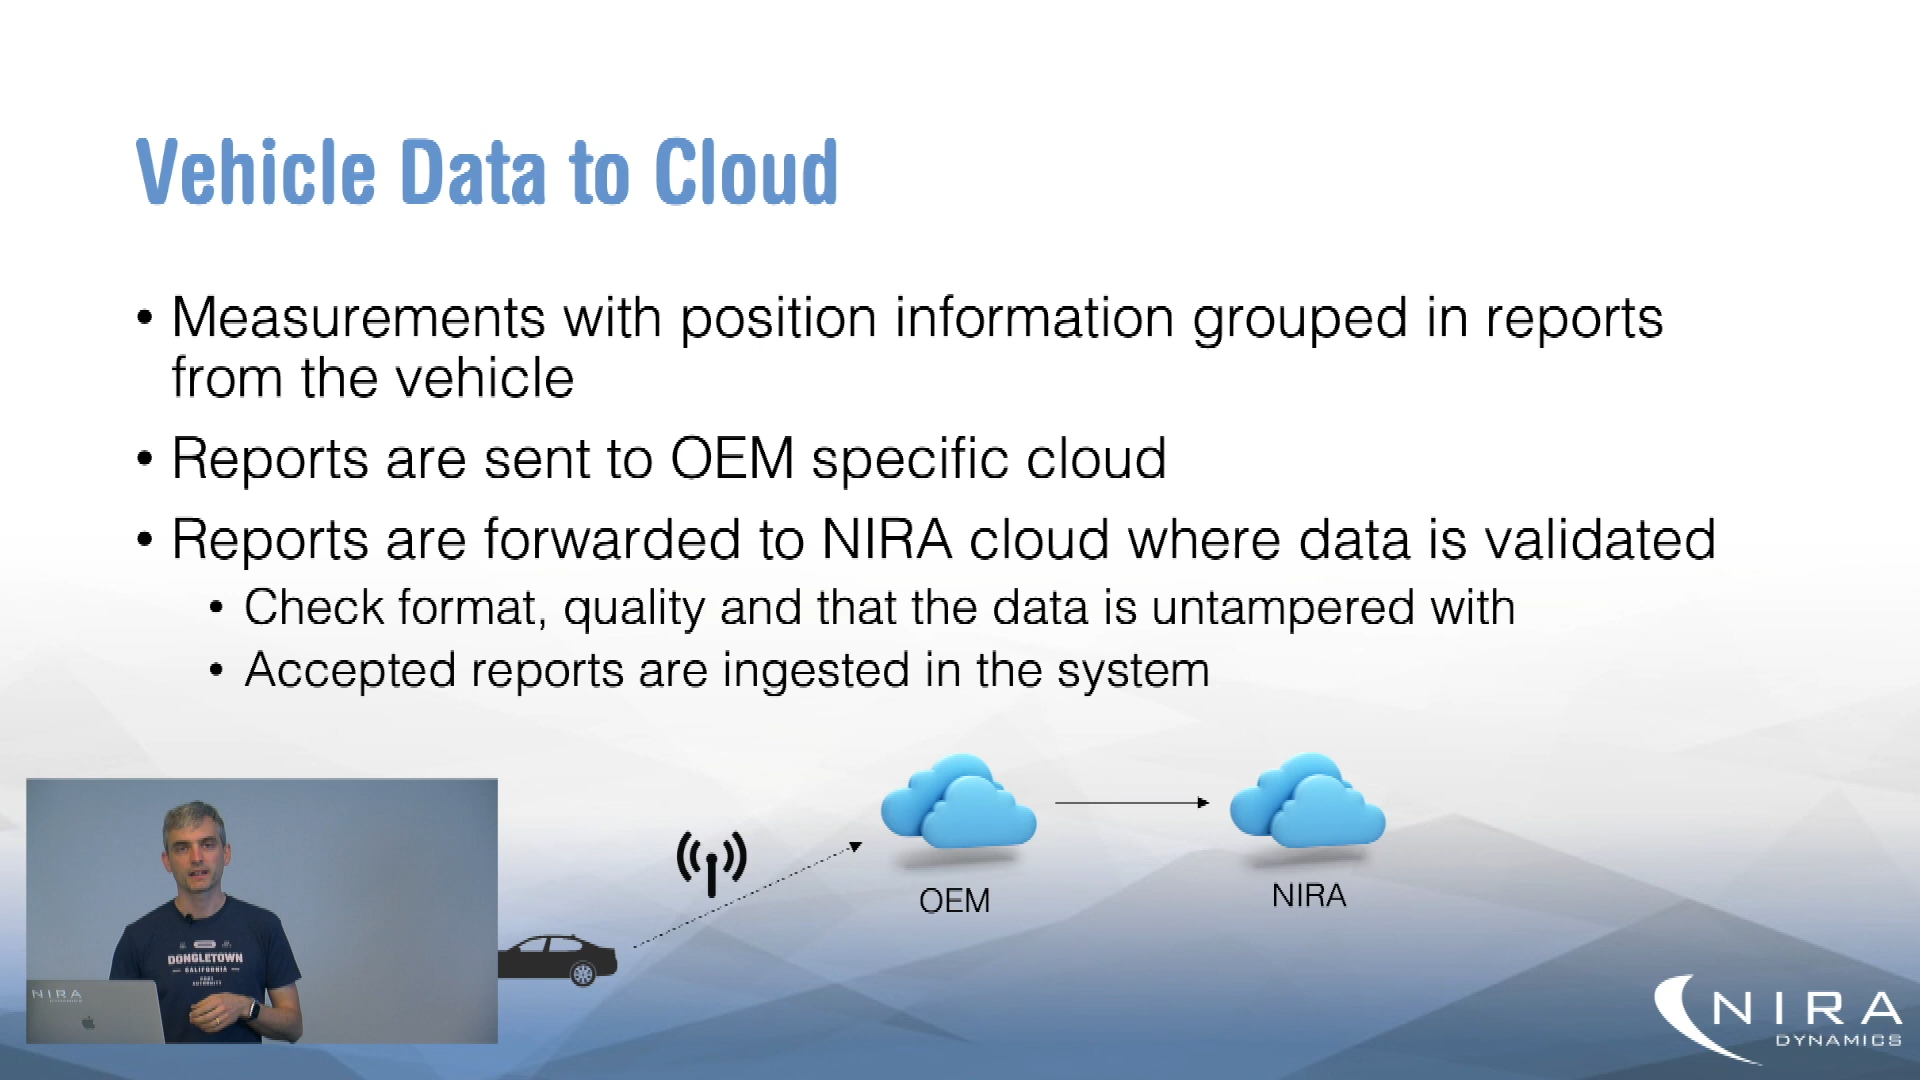 Vehicle Data to Cloud
• Measurements with position information grouped in reports
from the vehicle
• Reports are sent to OEM specific cloud
• Reports are forwarded to NIRA cloud where data is validated
• Check format, quality and that the data is untampered with
• Accepted reports are ingested in the system
OEM
NIRA
DONGLETOWN
CALIFORNIA
NIRA
NIRA
DYNAMICS